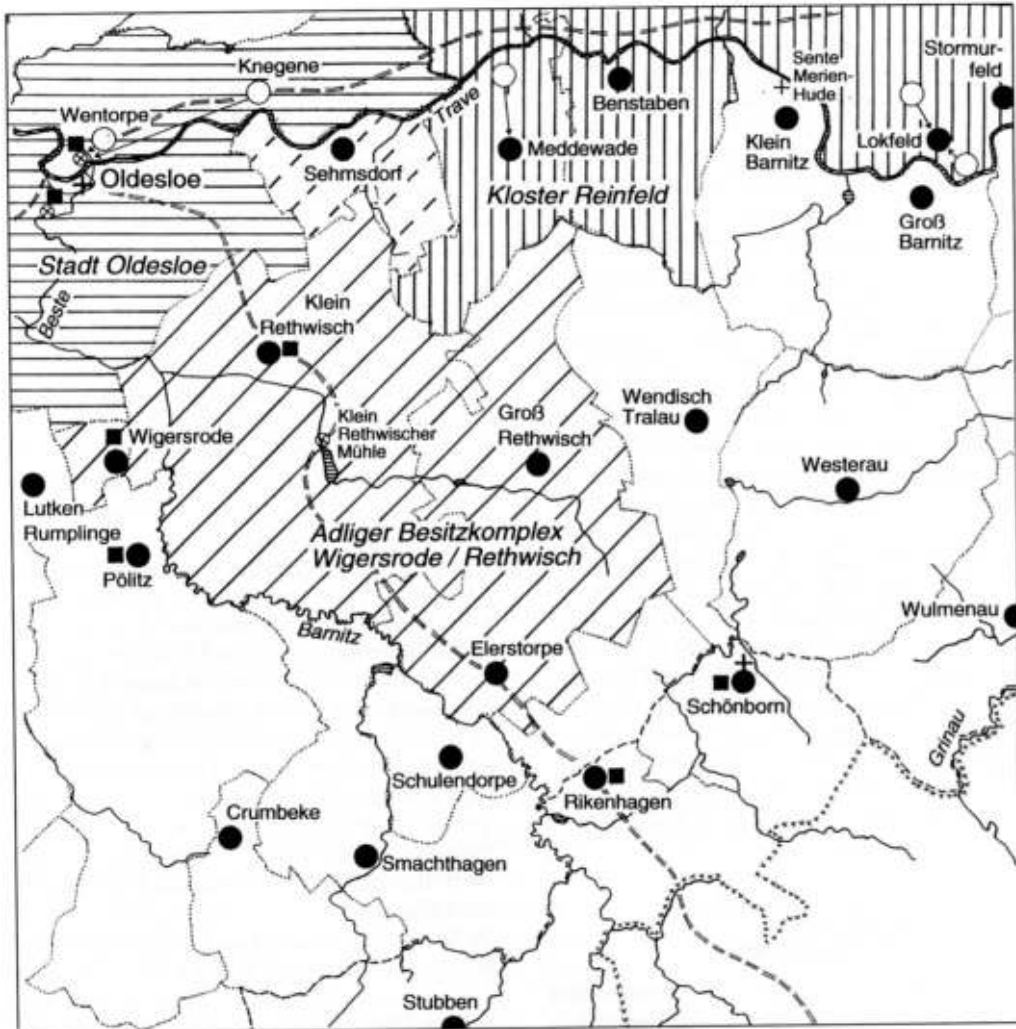 Knegene
Wentorpe
Oldesloe
Stadt Oldesloe
Beste
Trave
Sehmsdorf
Meddewade
Benstaben
Kloster Reinfeld
Sente
Merien-
Hude
Klein
Barnitz
Stormur-
feld
Lokfeld
Groß
Barnitz
Klein
Rethwisch
Klein
Rethwischer
Mühle
Groß
Rethwisch
Wendisch
Tralau
Westerau
Wigersrode
Lutken
Rumplinge
Pölitz
Adliger Besitzkomplex
Wigersrode / Rethwisch
Barnitz
Elerstorpe
Wulmenau
Schönborn
Grinau
Schulendorpe
Rikenhagen
Crumbeke
Smachthagen
Stubben